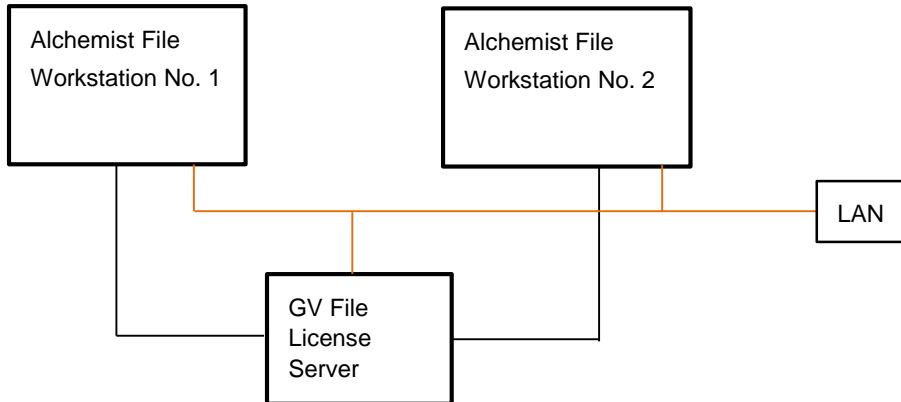 Alchemist File
Workstation No. 1
Alchemist File
Workstation No. 2
LAN
GV File
License
Server